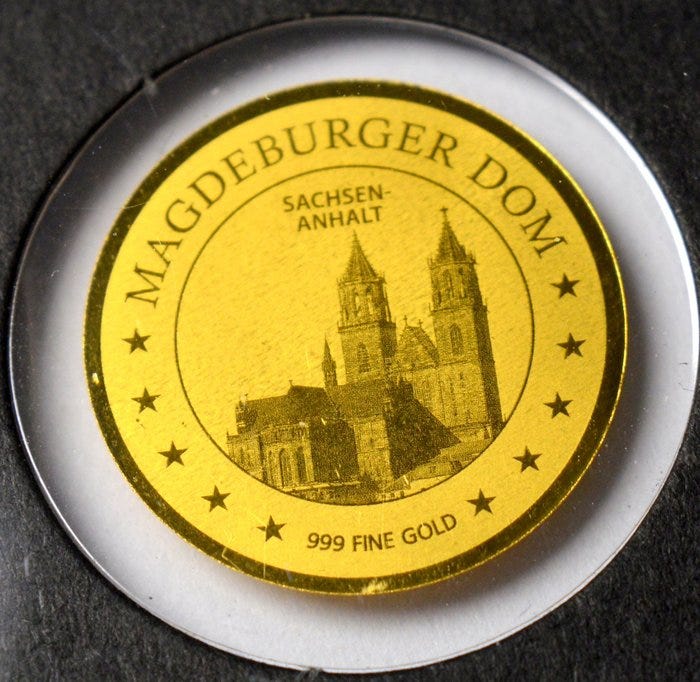 MAGDEBURGER DOM
SACHSEN-
ANHALT
999 FINE GOLD